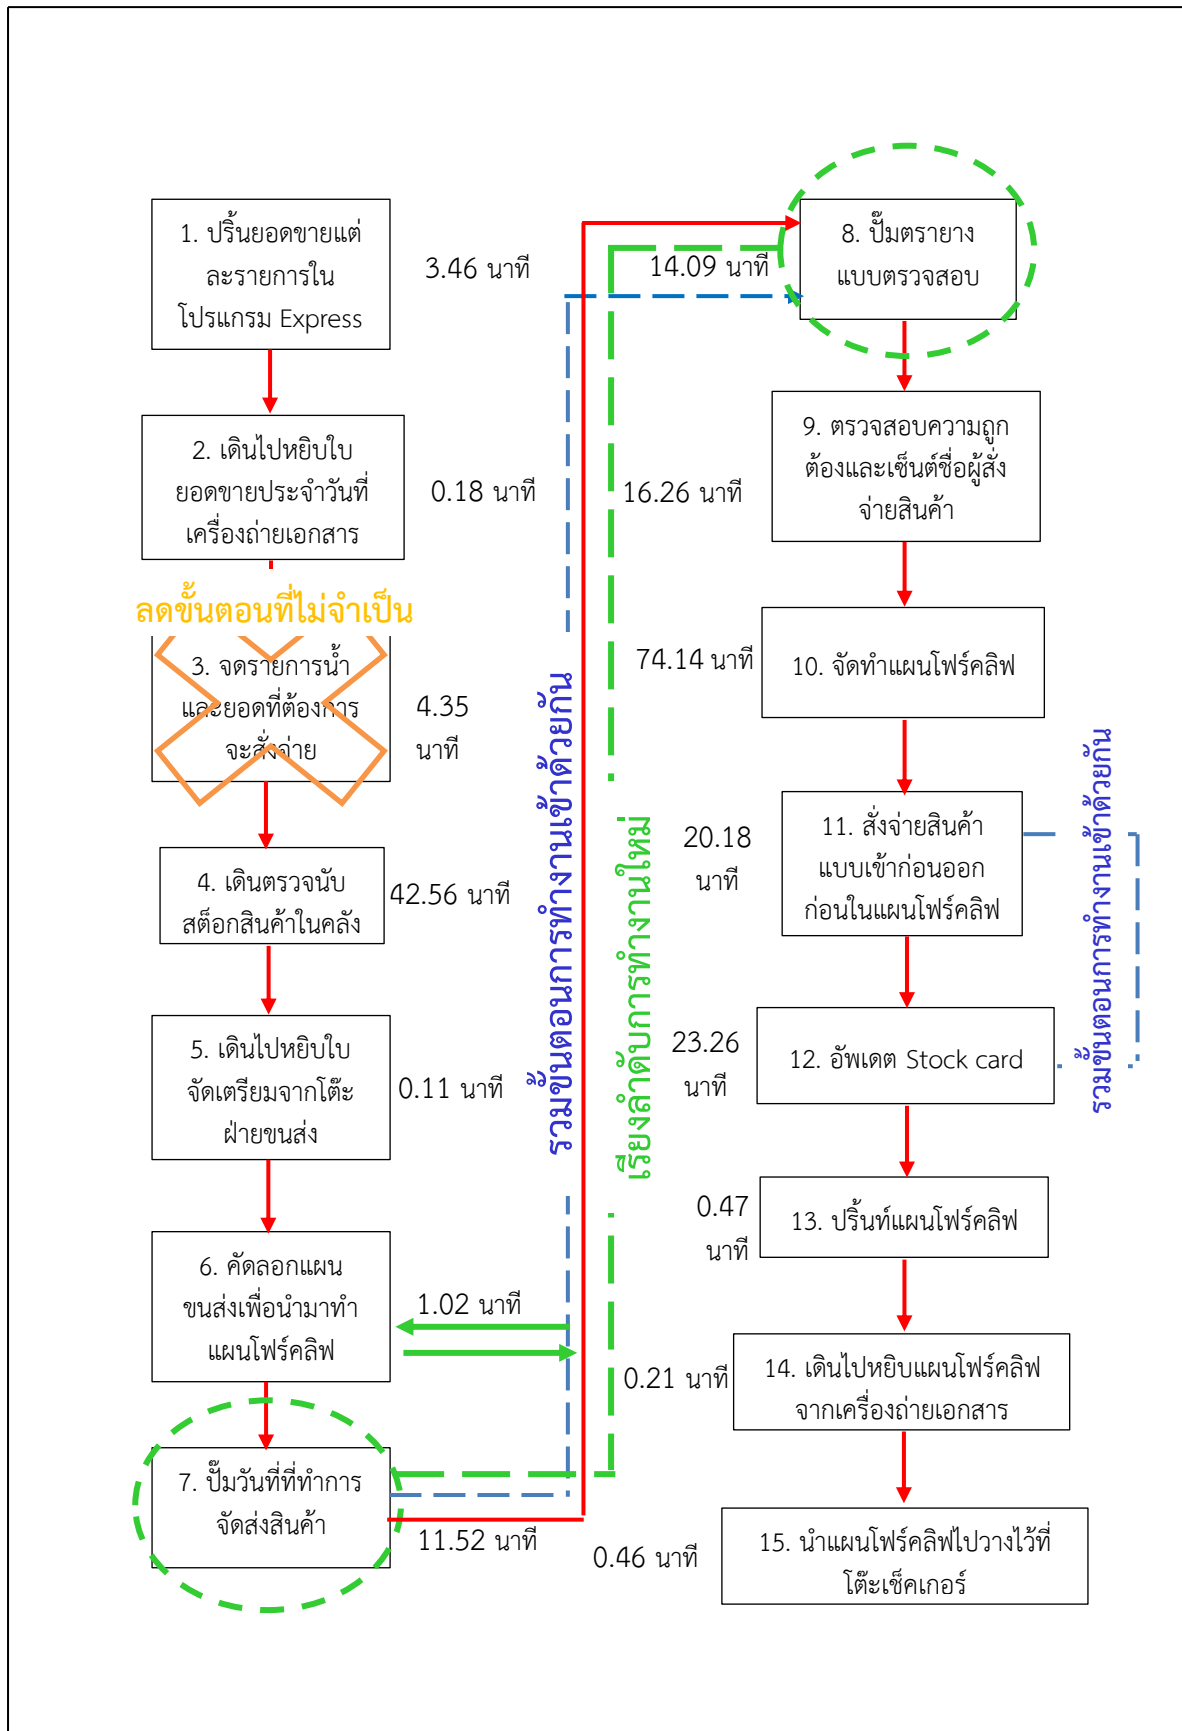 1. ปริ้นยอดขายแต่
ละรายการใน
โปรแกรม Express
3.46 นาที
2. เดินไปหยิบใบ
ยอดขายประจำวันที่
เครื่องถ่ายเอกสาร
0.18 นาที
ลดขั้นตอนที่ไม่จำเป็น
3. จดรายการน้ำ
และยอดที่ต้องการ
จะสั่งจ่าย
4.35
นาที
4. เดินตรวจนับ
สต็อกสินค้าในคลัง
42.56 นาที
5. เดินไปหยิบใบ
จัดเตรียมจากโต๊ะ
ฝ่ายขนส่ง
0.11 นาที
6. คัดลอกแผน
ขนส่งเพื่อนำมาทำ
แผนโฟร์คลิฟ
1.02 นาที
7. ปั๊มวันที่ที่ทำการ
จัดส่งสินค้า
11.52 นาที
รวมขั้นตอนการทำงานเข้าด้วยกัน
เรียงลำดับการทำงานใหม่
8. ปั๊มตรายาง
แบบตรวจสอบ
14.09 นาที
9. ตรวจสอบความถูก
ต้องและเซ็นต์ชื่อผู้สั่ง
จ่ายสินค้า
16.26 นาที
10. จัดทำแผนโฟร์คลิฟ
74.14 นาที
11. สั่งจ่ายสินค้า
แบบเข้าก่อนออก
ก่อนในแผนโฟร์คลิฟ
20.18
นาที
12. อัพเดต Stock card
23.26
นาที
รวมขั้นตอนการทำงานเข้าด้วยกัน
13. ปริ้นท์แผนโฟร์คลิฟ
0.47
นาที
14. เดินไปหยิบแผนโฟร์คลิฟ
จากเครื่องถ่ายเอกสาร
0.21 นาที
15. นำแผนโฟร์คลิฟไปวางไว้ที่
โต๊ะเช็คเกอร์
0.46 นาที